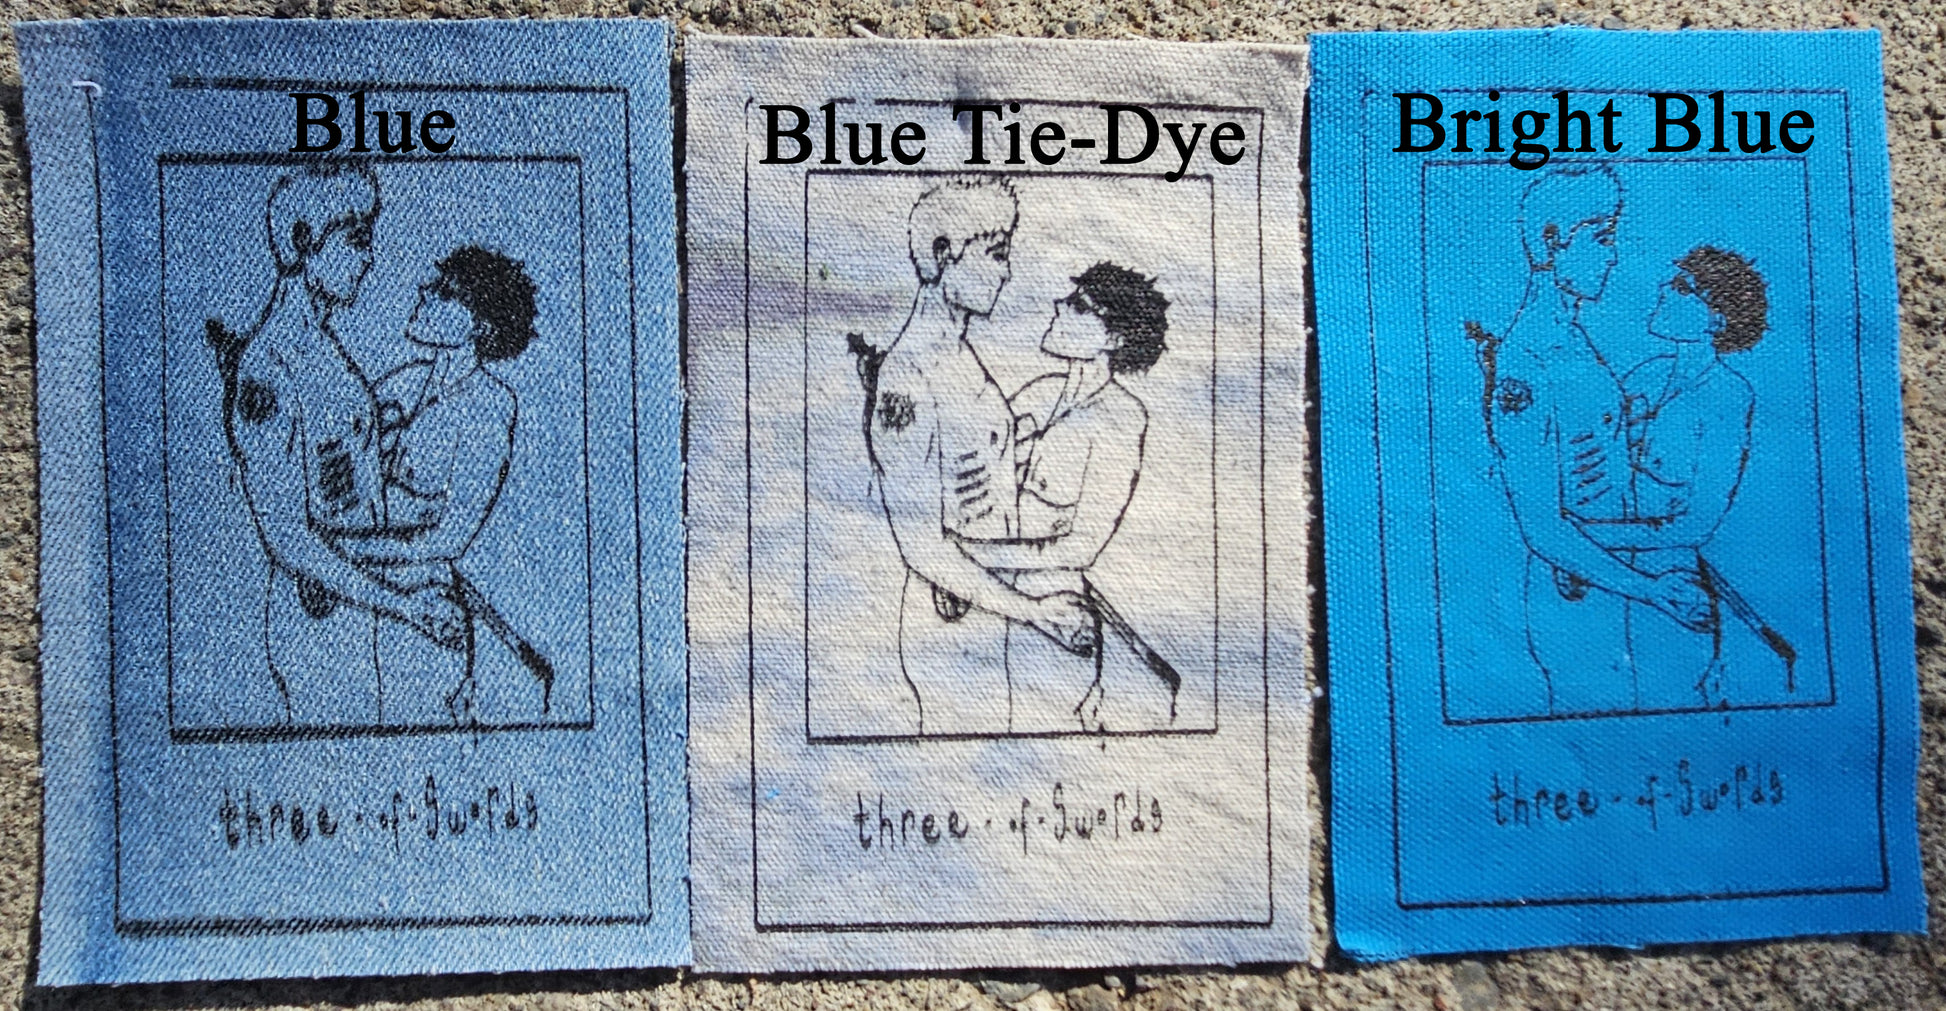 Blue
Blue Tie-Dye
Bright Blue
three · of · Swords
three · of · Swords
three · of · Swords